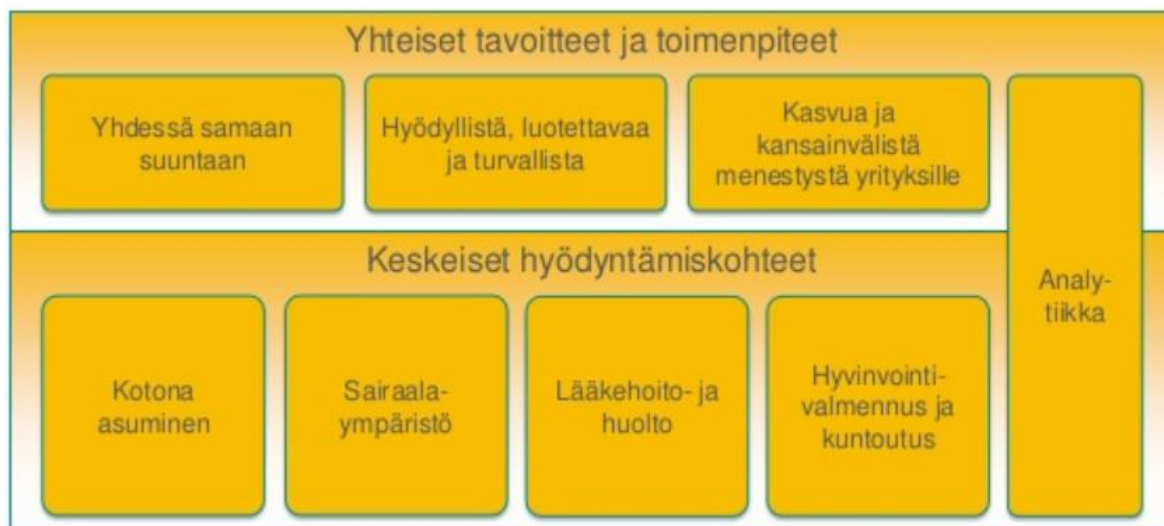 Yhteiset tavoitteet ja toimenpiteet
Yhdessä samaan
suuntaan
Hyödyllistä, luotettavaa
ja turvallista
Kasvua ja
kansainvälistä
menestystä yrityksille
Analy-
tiikka
Keskeiset hyödyntämiskohteet
Kotona
asuminen
Sairaala-
ympäristö
Lääkehoito- ja
huolto
Hyvinvointi-
valmennus ja
kuntoutus